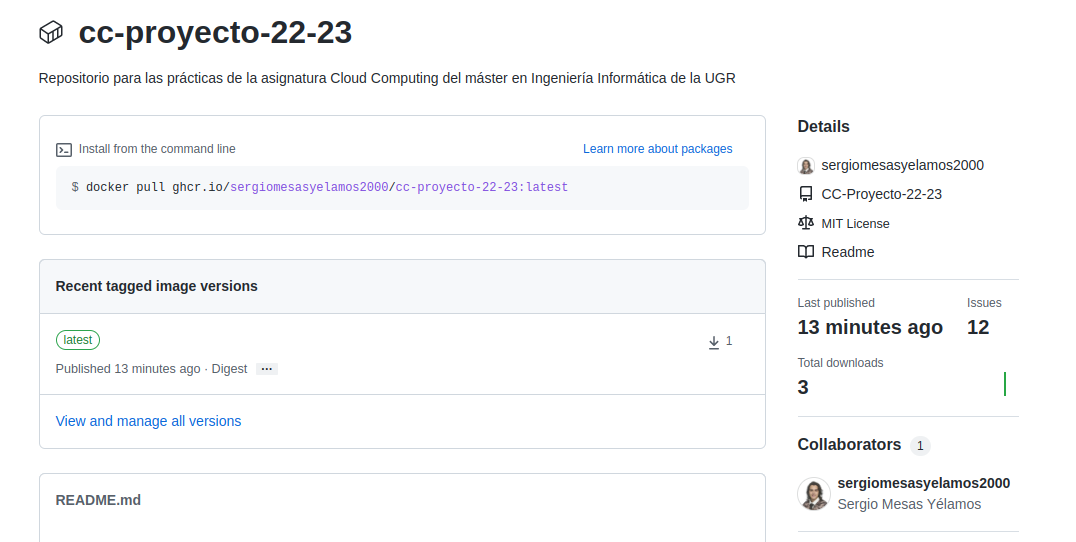 cc-proyecto-22-23
Repositorio para las prácticas de la asignatura Cloud Computing del máster en Ingeniería Informática de la UGR
Install from the command line
Learn more about packages
$ docker pull ghcr.io/sergiomesasyelamos2000/cc-proyecto-22-23:latest
Recent tagged image versions
latest
1
Published 13 minutes ago · Digest ...
View and manage all versions
README.md
Details
sergiomesasyelamos2000
CC-Proyecto-22-23
MIT License
Readme
Last published
13 minutes ago
Issues
12
Total downloads
3
Collaborators 1
sergiomesasyelamos2000
Sergio Mesas Yélamos